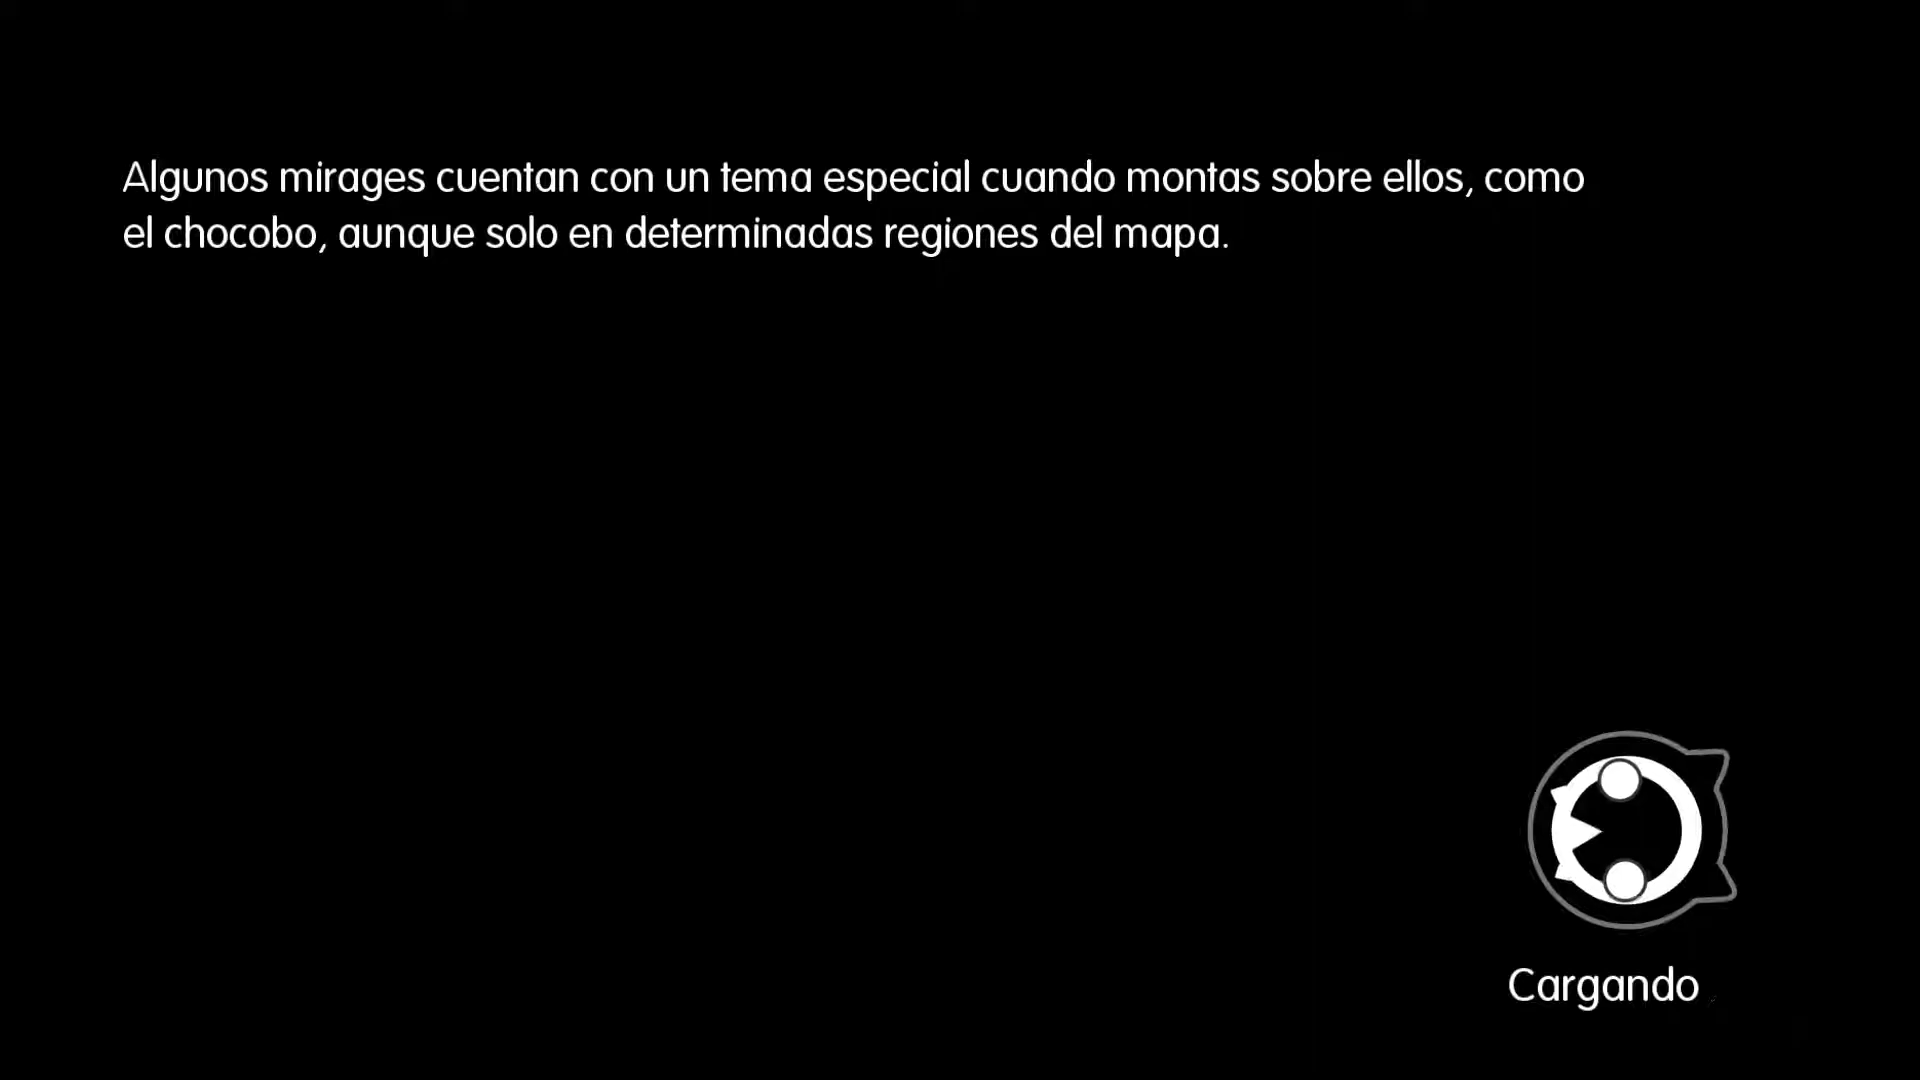 Algunos mirages cuentan con un tema especial cuando montas sobre ellos, como
el chocobo, aunque solo en determinadas regiones del mapa.
Cargando